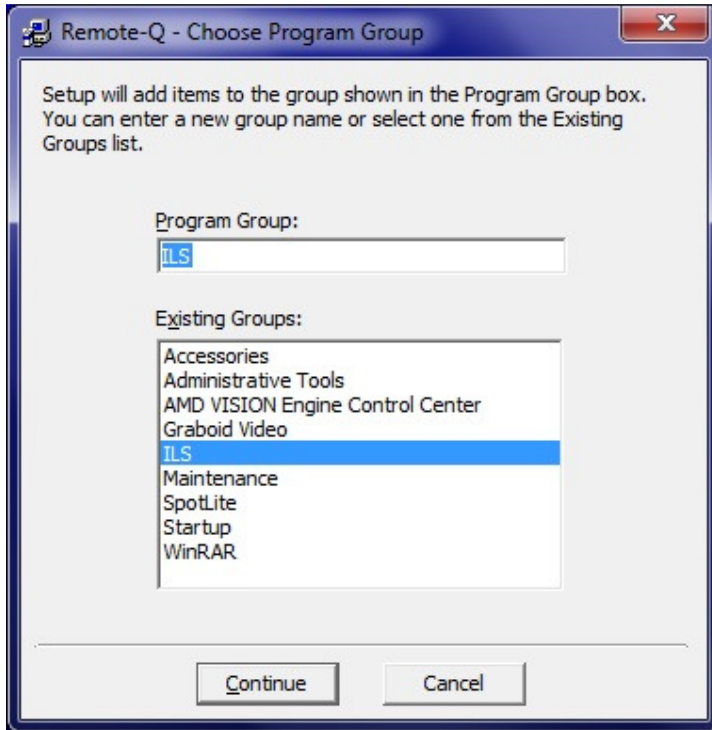 Remote-Q - Choose Program Group
Setup will add items to the group shown in the Program Group box.
You can enter a new group name or select one from the Existing
Groups list.
Program Group:
ILS
Existing Groups:
Accessories
Administrative Tools
AMD VISION Engine Control Center
Graboid Video
ILS
Maintenance
SpotLite
Startup
WinRAR
Continue Cancel